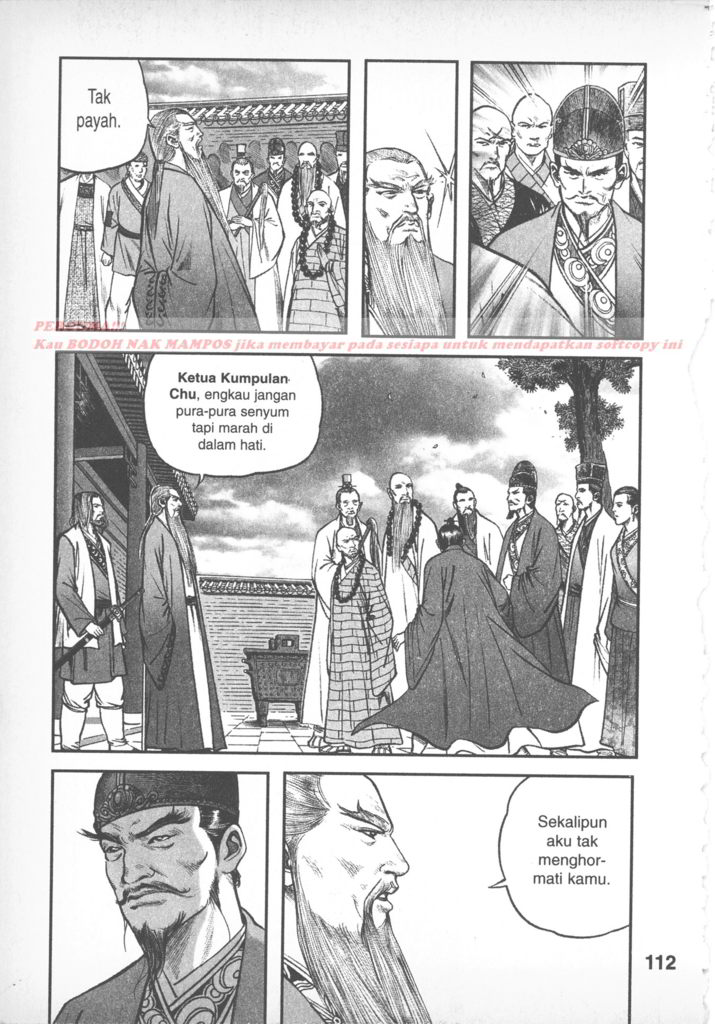 Tak
payah.
PERCUMA!!!
Kau BODOH NAK MAMPOS jika membayar pada sesiapa untuk mendapatkan softcopy ini
Ketua Kumpulan
Chu, engkau jangan
pura-pura senyum
tapi marah di
dalam hati.
Sekalipun
aku tak
menghor-
mati kamu.
112